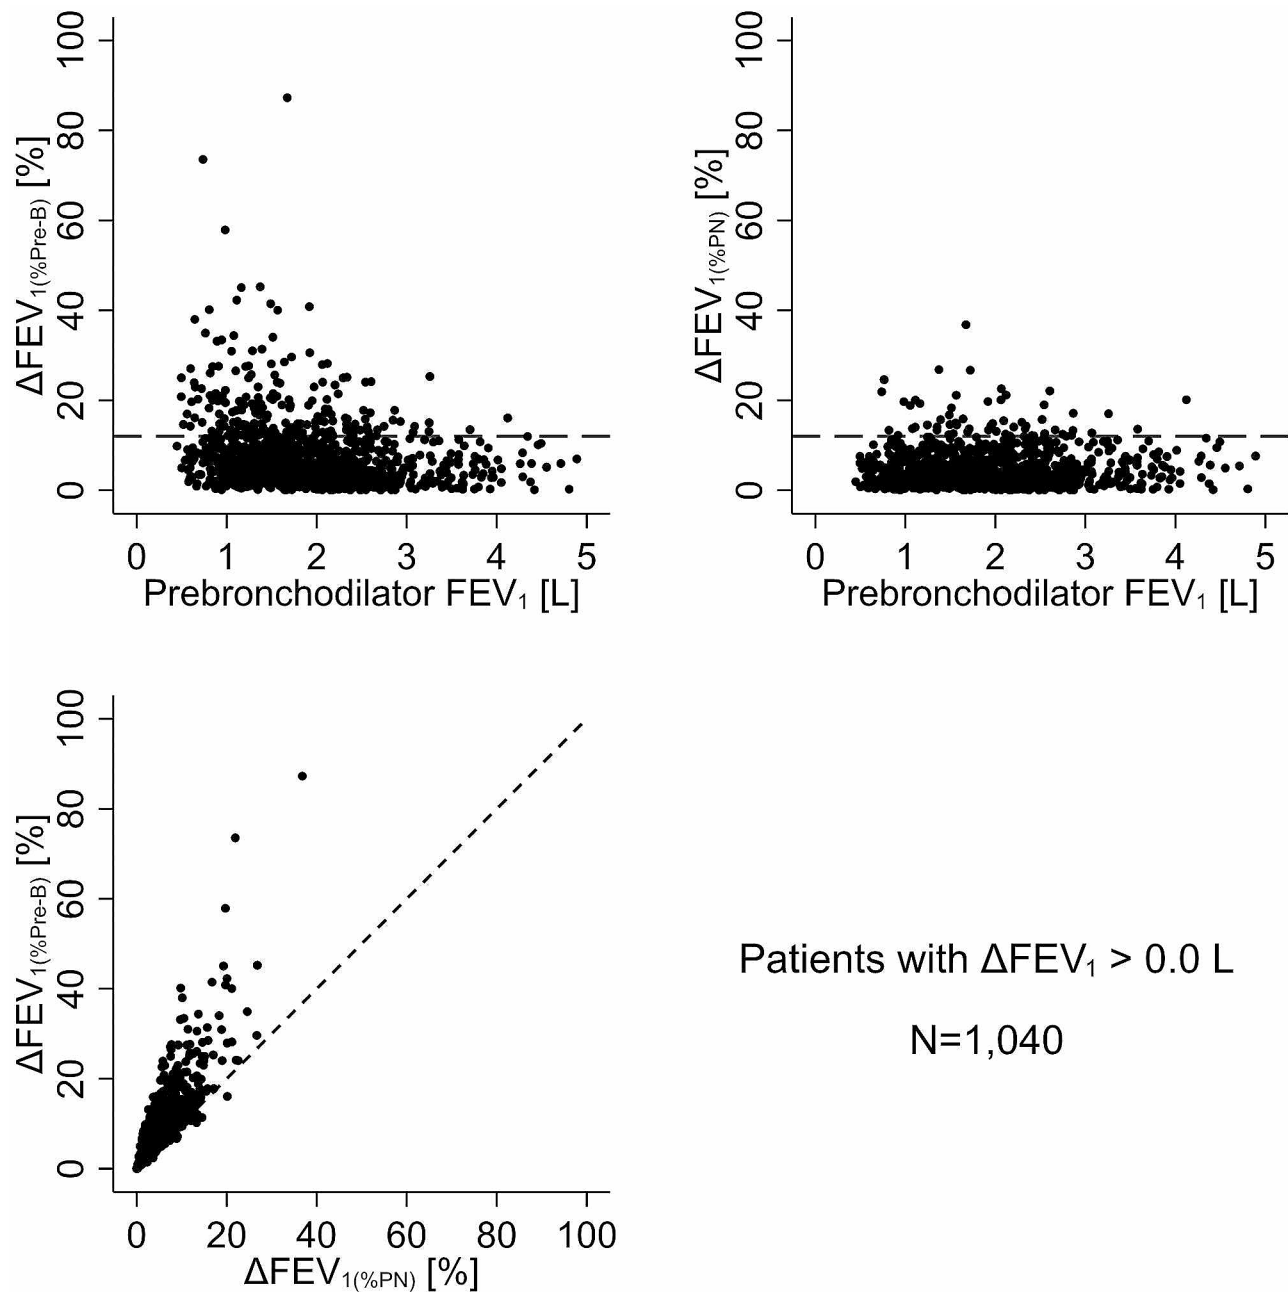 ΔFEV1(%Pre-B) [%]
100
80
60
40
20
0
0 1 2 3 4 5
Prebronchodilator FEV1 [L]
ΔFEV1(%PN) [%]
100
80
60
40
20
0
0 1 2 3 4 5
Prebronchodilator FEV1 [L]
ΔFEV1(%Pre-B) [%]
100
80
60
40
20
0
0 20 40 60 80 100
ΔFEV1(%PN) [%]
Patients with ΔFEV1 > 0.0 L
N=1,040